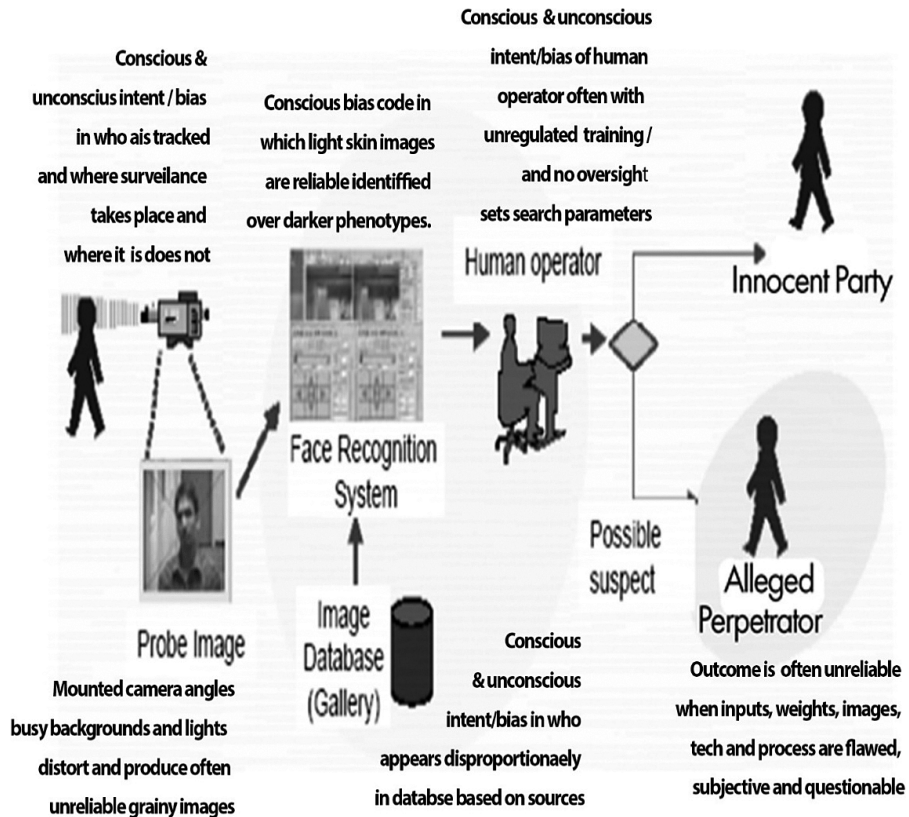 Conscious &
unconscius intent / bias
in who ais tracked
and where surveilance
takes place and
where it is does not
Conscious bias code in
which light skin images
are reliable identiffied
over darker phenotypes.
Conscious & unconscious
intent/bias of human
operator often with
unregulated training /
and no oversight
sets search parameters
Human operator
Innocent Party
Face Recognition
System
Probe Image
Mounted camera angles
busy backgrounds and lights
distort and produce often
unreliable grainy images
Image
Database
(Gallery)
Conscious
& unconscious
intent/bias in who
appears disproportionaely
in databse based on sources
Possible
suspect
Alleged
Perpetrator
Outcome is often unreliable
when inputs, weights, images,
tech and process are flawed,
subjective and questionable